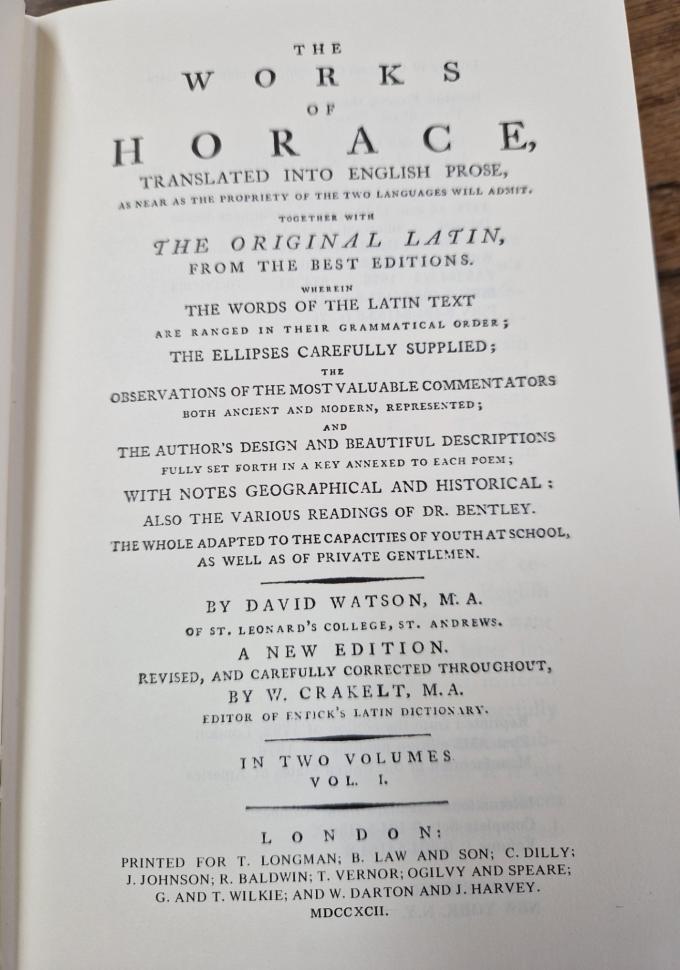 THE
WORKS
OF
HORACE,
TRANSLATED INTO ENGLISH PROSE,
AS NEAR AS THE PROPRIETY OF THE TWO LANGUAGES WILL ADMIT.
TOGETHER WITH
THE ORIGINAL LATIN,
FROM THE BEST EDITIONS.
WHEREIN
THE WORDS OF THE LATIN TEXT
ARE RANGED IN THEIR GRAMMATICAL ORDER;
THE ELLIPSES CAREFULLY SUPPLIED;
THE
OBSERVATIONS OF THE MOST VALUABLE COMMENTATORS
BOTH ANCIENT AND MODERN, REPRESENTED;
AND
THE AUTHOR'S DESIGN AND BEAUTIFUL DESCRIPTIONS
FULLY SET FORTH IN A KEY ANNEXED TO EACH POEM;
WITH NOTES GEOGRAPHICAL AND HISTORICAL:
ALSO THE VARIOUS READINGS OF DR. BENTLEY.
THE WHOLE ADAPTED TO THE CAPACITIES OF YOUTH AT SCHOOL,
AS WELL AS OF PRIVATE GENTLEMEN.
BY DAVID WATSON, M.A.
OF ST. LEONARD'S COLLEGE, ST. ANDREWS.
A NEW EDITION.
REVISED, AND CAREFULLY CORRECTED THROUGHOUT,
BY W. CRAKELT, M.A.
EDITOR OF ENTICK'S LATIN DICTIONARY.
IN TWO VOLUMES
VOL. I.
LONDON:
PRINTED FOR T. LONGMAN; B. LAW AND SON; C. DILLY;
J. JOHNSON; R. BALDWIN; T. VERNOR; OGILVY AND SPEARE;
G. AND T. WILKIE; AND W. DARTON AND J. HARVEY.
MDCCXCII.